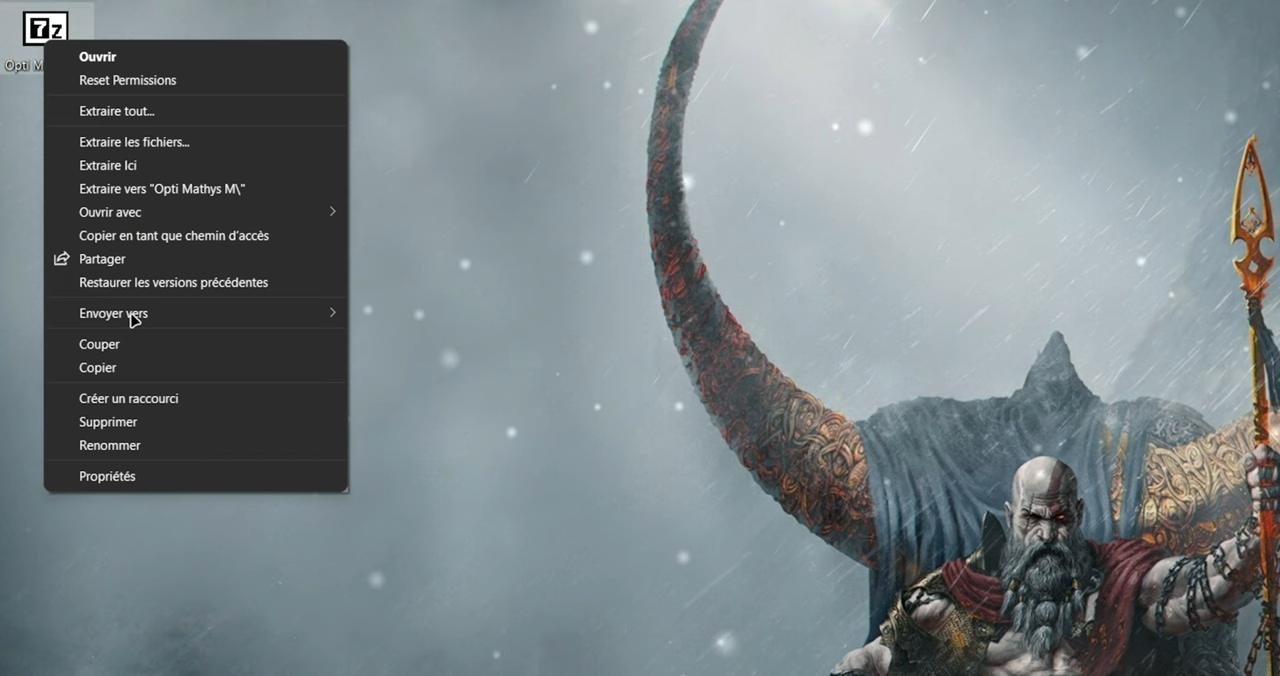 7z
Opti M
Ouvrir
Reset Permissions
Extraire tout...
Extraire les fichiers...
Extraire Ici
Extraire vers "Opti Mathys M\"
Ouvrir avec
Copier en tant que chemin d'accès
Partager
Restaurer les versions précédentes
Envoyer vers
Couper
Copier
Créer un raccourci
Supprimer
Renommer
Propriétés